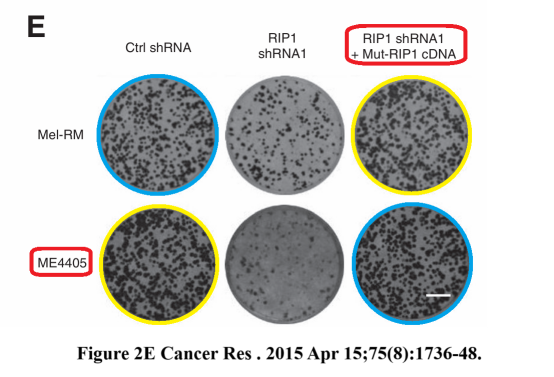 E
Ctrl shRNA
RIP1
shRNA1
RIP1 shRNA1
+ Mut-RIP1 cDNA
Mel-RM
ME4405
Figure 2E Cancer Res . 2015 Apr 15;75(8):1736-48.